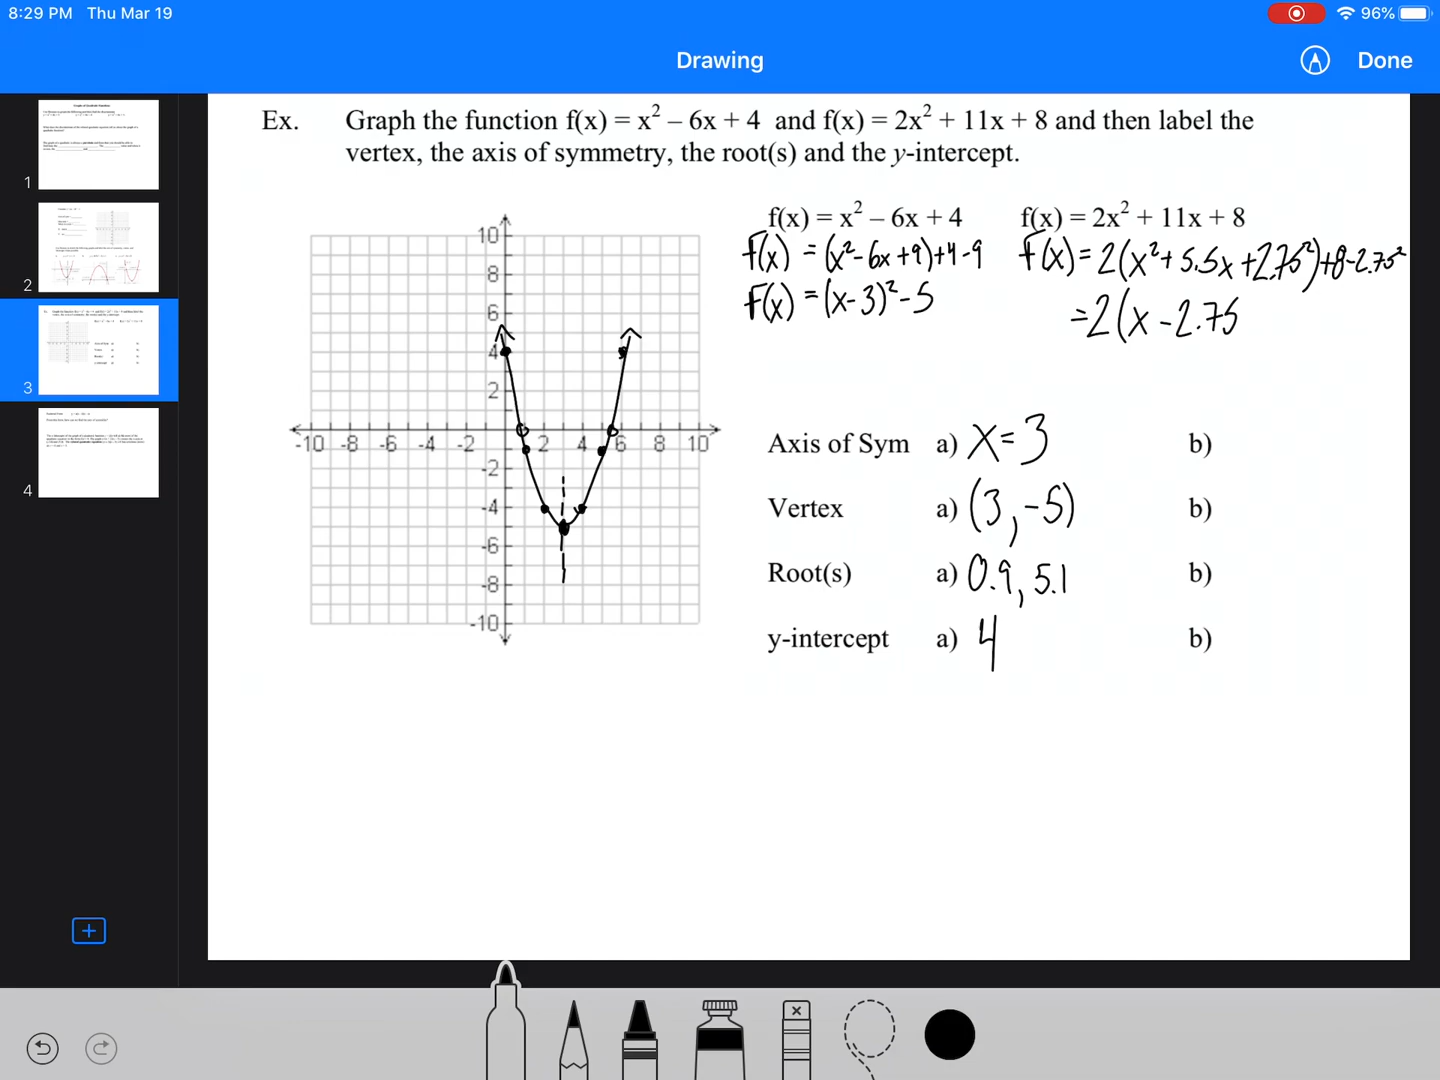 8:29 PM Thu Mar 19
96%
Drawing
Done
1
2
3
4
Ex. Graph the function f(x) = x² – 6x + 4 and f(x) = 2x² + 11x + 8 and then label the
vertex, the axis of symmetry, the root(s) and the y-intercept.
f(x) = x² – 6x + 4 f(x) = 2x² + 11x + 8
f(x) = (x²-6x+9)+4-9 f(x) = 2(x²+5.5x+2.75²)+8-2.75²
f(x) = (x-3)²-5 =2(x-2.75
10
8
6
4
2
-10 -8 -6 -4 -2 2 4 6 8 10
-2
-4
-6
-8
-10
Axis of Sym a) x=3 b)
Vertex a) (3,-5) b)
Root(s) a) 0.9, 5.1 b)
y-intercept a) 4 b)